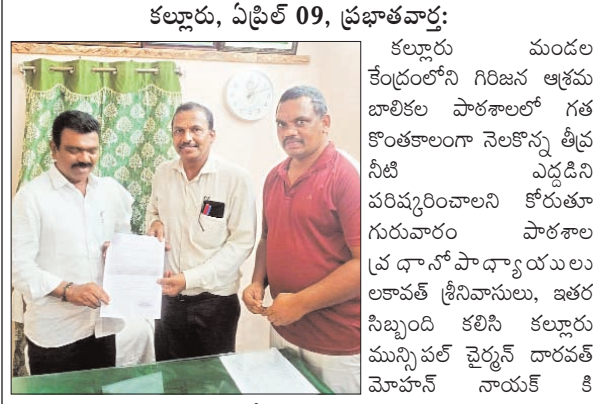 కల్లూరు, ఏప్రిల్ 09, ప్రభాతవార్త:
కల్లూరు మండల
కేంద్రంలోని గిరిజన ఆశ్రమ
బాలికల పాఠశాలలో గత
కొంతకాలంగా నెలకొన్న తీవ్ర
నీటి ఎద్దడిని
పరిష్కరించాలని కోరుతూ
గురువారం పాఠశాల
ప్రధానోపాధ్యాయులు
లకావత్ శ్రీనివాసులు, ఇతర
సిబ్బంది కలిసి కల్లూరు
మున్సిపల్ చైర్మన్ దారవత్
మోహన్ నాయక్ కి